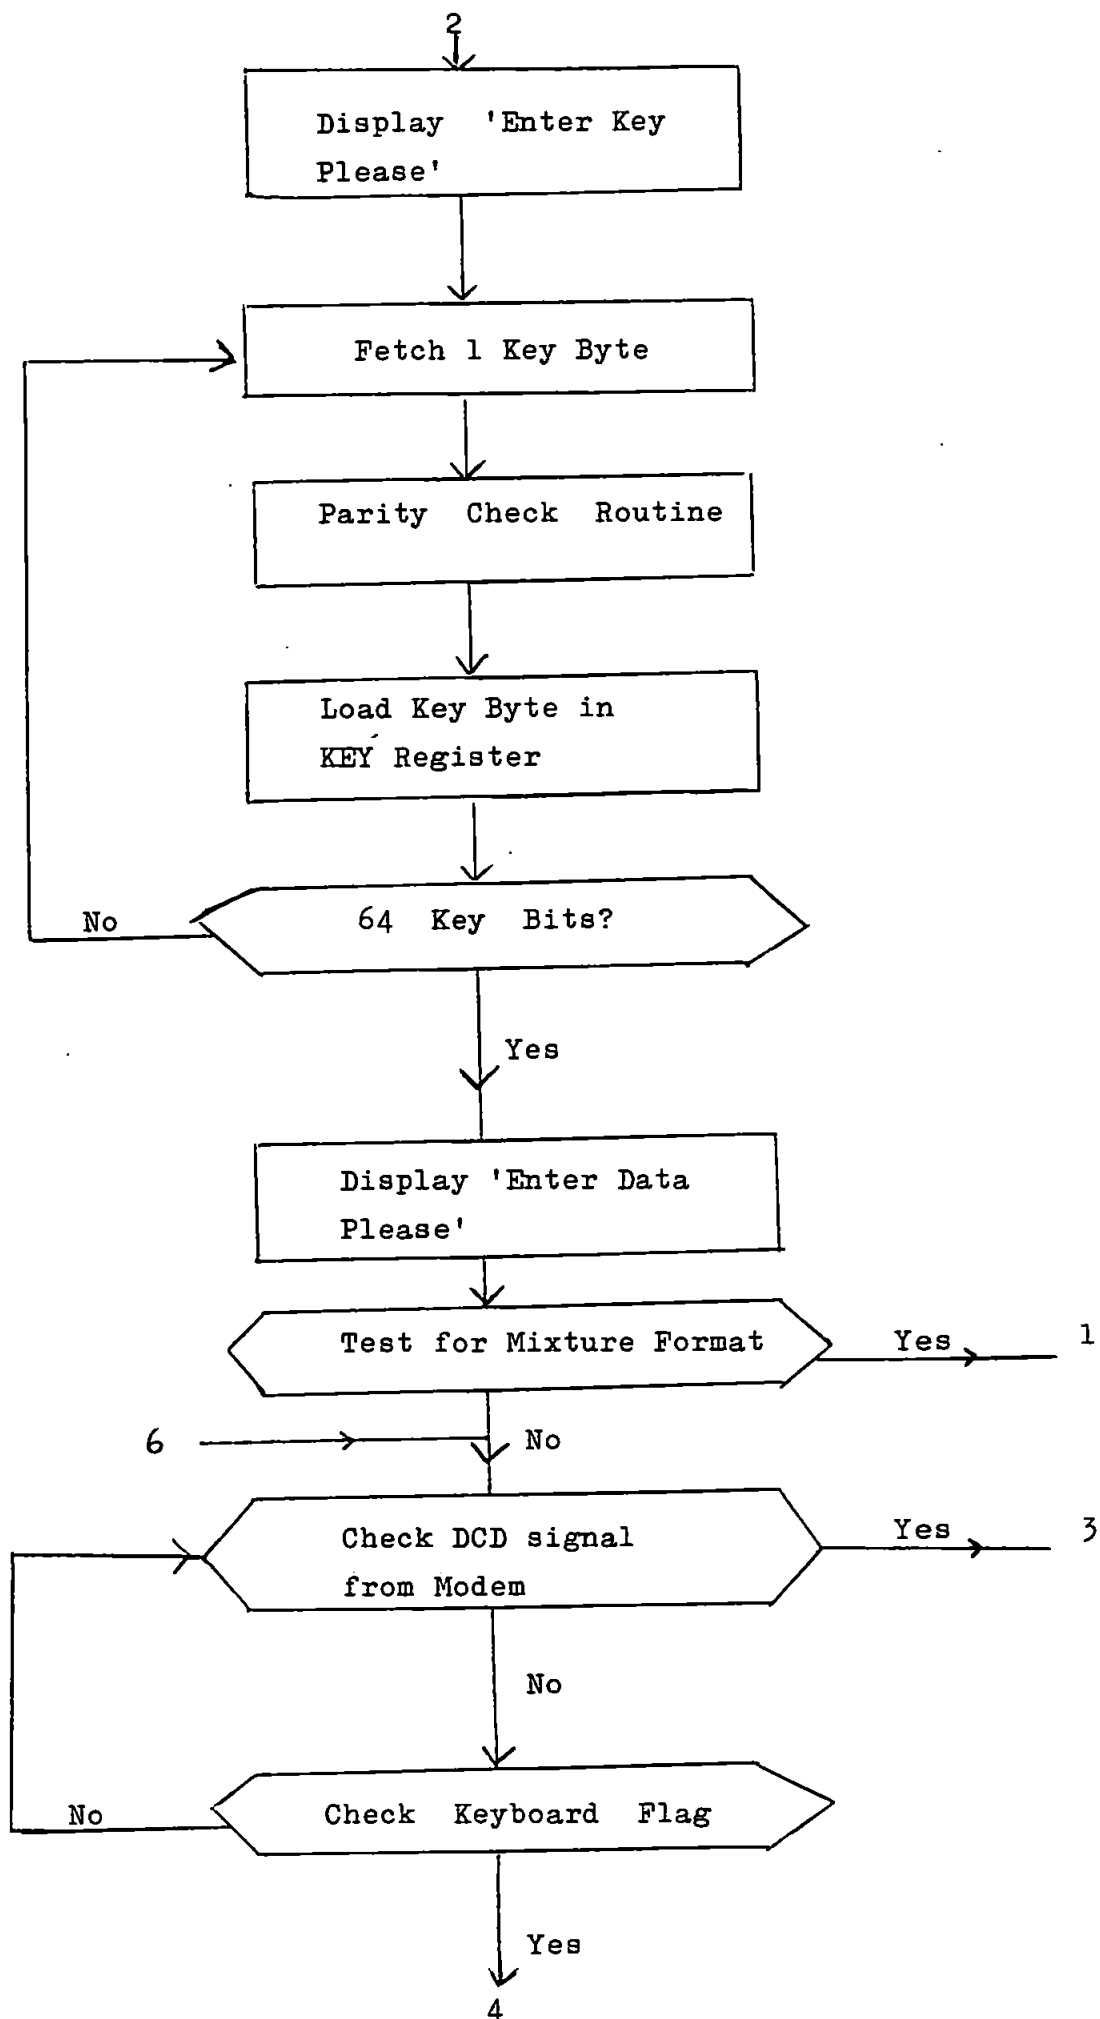 2
Display 'Enter Key
Please'
Fetch 1 Key Byte
Parity Check Routine
Load Key Byte in
KEY Register
64 Key Bits?
No
Yes
Display 'Enter Data
Please'
Test for Mixture Format
Yes
1
6
No
Check DCD signal
from Modem
Yes
3
No
Check Keyboard Flag
No
Yes
4